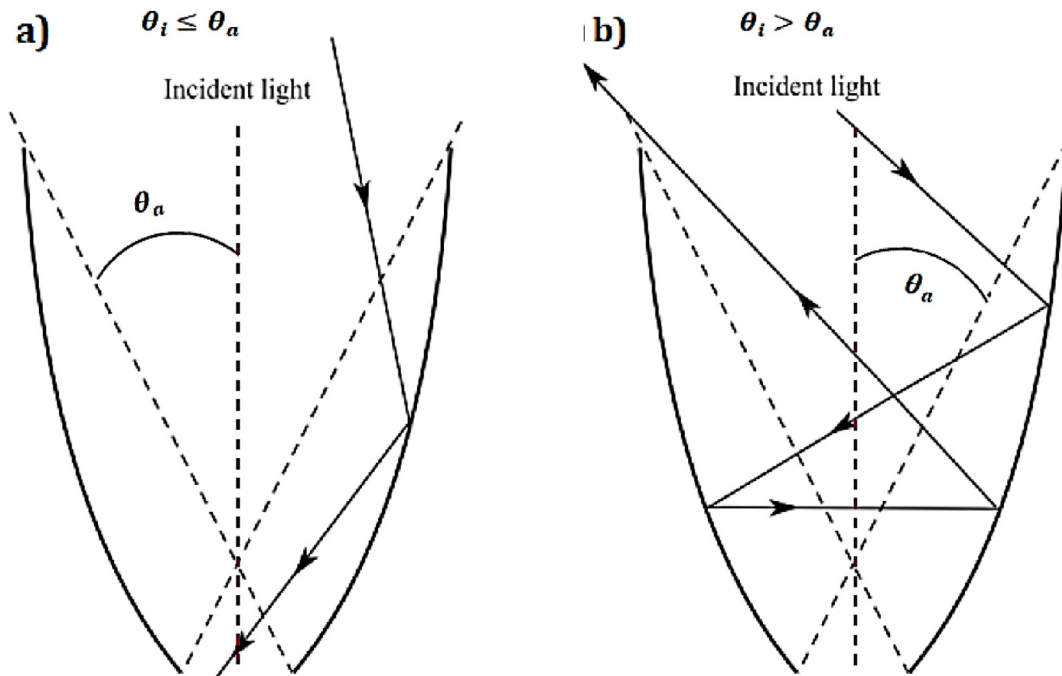 a)
θᵢ ≤ θₐ
Incident light
θₐ
b)
θᵢ > θₐ
Incident light
θₐ